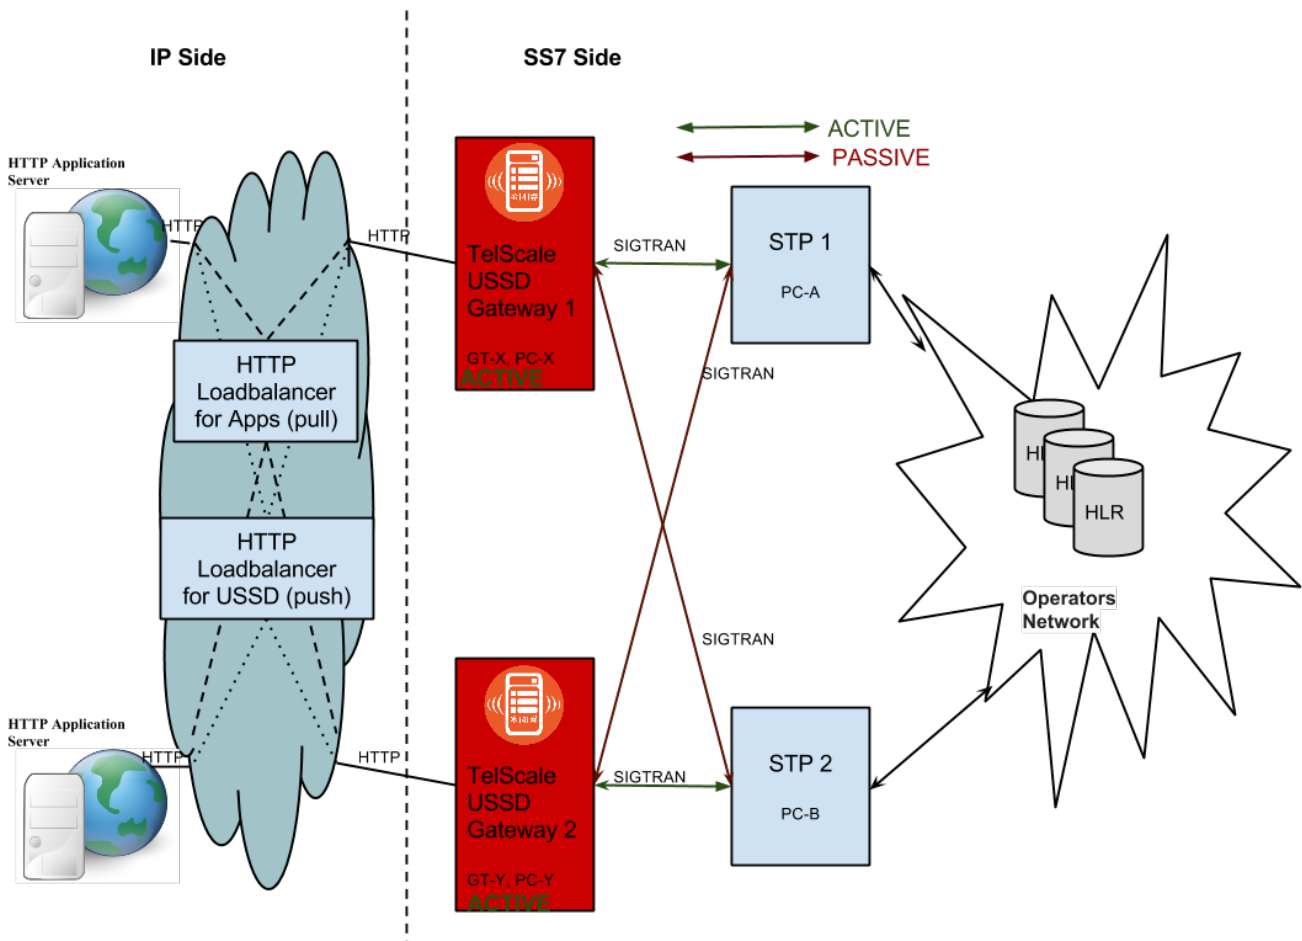 IP Side
SS7 Side
ACTIVE
PASSIVE
HTTP Application
Server
HTTP
HTTP
*!4!#
TelScale
USSD
Gateway 1
GT-X, PC-X
ACTIVE
SIGTRAN
STP 1
PC-A
HTTP
Loadbalancer
for Apps (pull)
SIGTRAN
HLR
HTTP
Loadbalancer
for USSD (push)
Operators
Network
SIGTRAN
HTTP Application
Server
HTTP
HTTP
*!4!#
TelScale
USSD
Gateway 2
GT-Y, PC-Y
ACTIVE
SIGTRAN
STP 2
PC-B